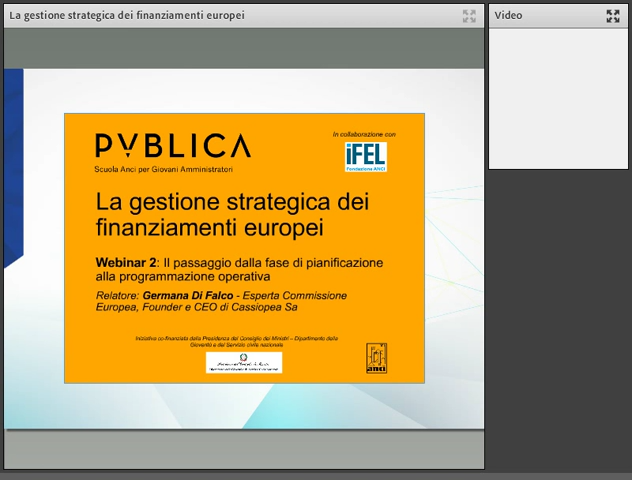 La gestione strategica dei finanziamenti europei
Video
PVBLICA
Scuola Anci per Giovani Amministratori
In collaborazione con
iFEL
Fondazione ANCI
La gestione strategica dei
finanziamenti europei
Webinar 2: Il passaggio dalla fase di pianificazione
alla programmazione operativa
Relatore: Germana Di Falco - Esperta Commissione
Europea, Founder e CEO di Cassiopea Sa
Iniziativa co-finanziata dalla Presidenza del Consiglio dei Ministri – Dipartimento della
Gioventù e del Servizio civile nazionale
anci